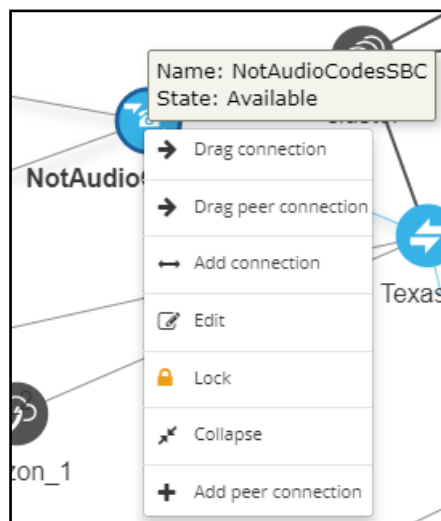 Name: NotAudioCodesSBC
State: Available
NotAudio
Drag connection
Drag peer connection
Add connection
Texas
Edit
Lock
Collapse
zon_1
Add peer connection